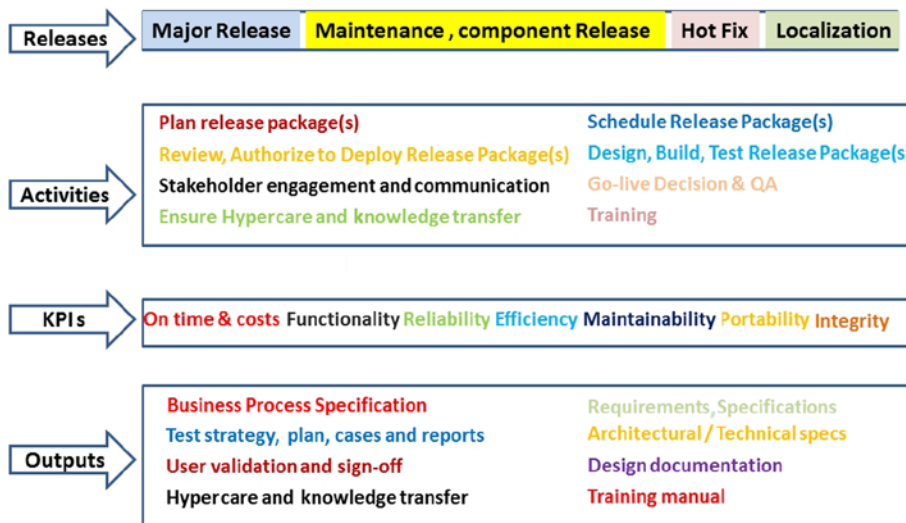 Releases
Major Release
Maintenance , component Release
Hot Fix
Localization
Activities
Plan release package(s)
Schedule Release Package(s)
Review, Authorize to Deploy Release Package(s)
Design, Build, Test Release Package(s
Stakeholder engagement and communication
Go-live Decision & QA
Ensure Hypercare and knowledge transfer
Training
KPIs
On time & costs Functionality Reliability Efficiency Maintainability Portability Integrity
Outputs
Business Process Specification
Requirements,Specifications
Test strategy, plan, cases and reports
Architectural / Technical specs
User validation and sign-off
Design documentation
Hypercare and knowledge transfer
Training manual